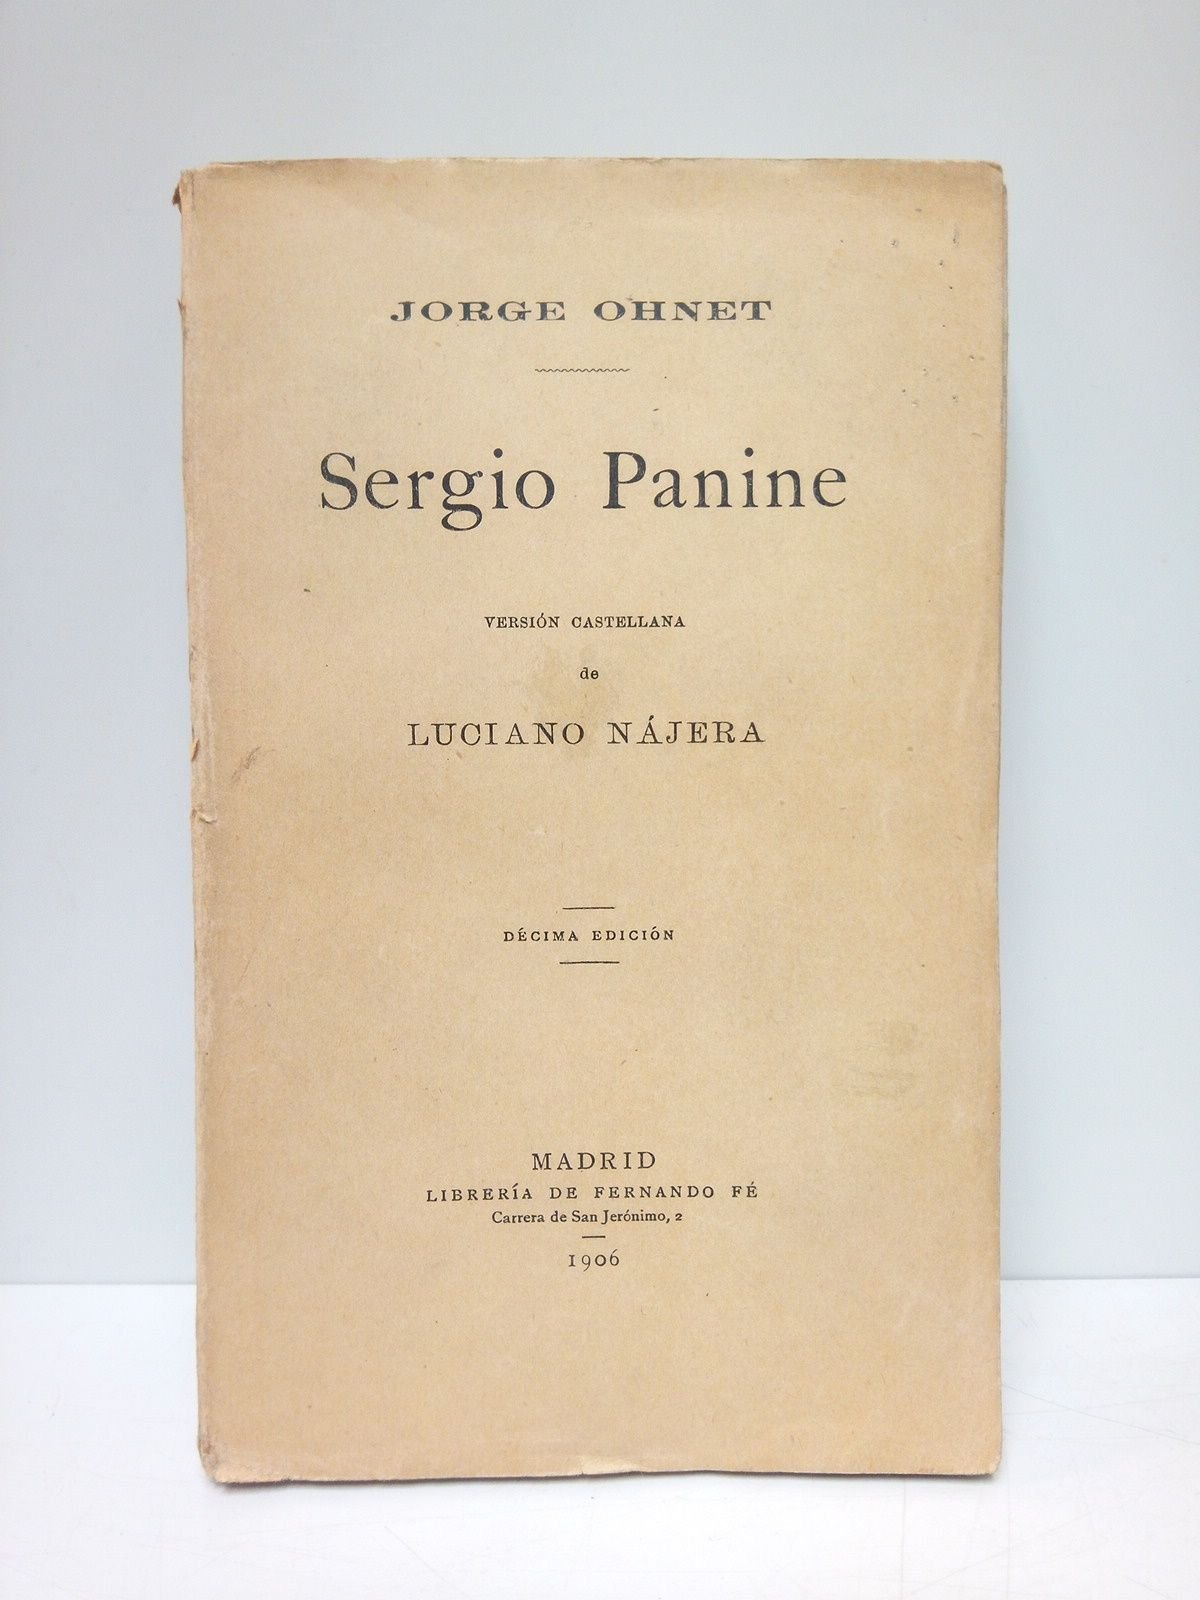 JORGE OHNET
Sergio Panine
VERSIÓN CASTELLANA
de
LUCIANO NÁJERA
DÉCIMA EDICIÓN
MADRID
LIBRERÍA DE FERNANDO FÉ
Carrera de San Jerónimo, 2
1906